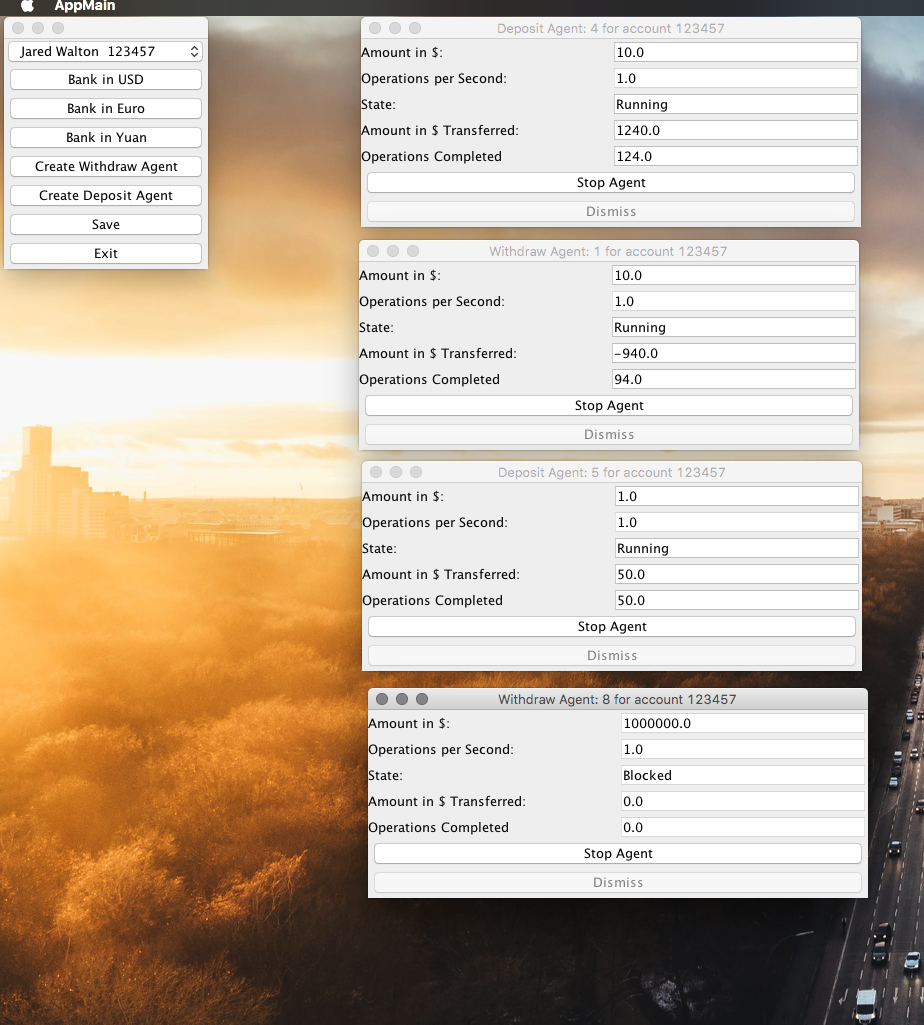 AppMain
Jared Walton 123457
Bank in USD
Bank in Euro
Bank in Yuan
Create Withdraw Agent
Create Deposit Agent
Save
Exit
Deposit Agent: 4 for account 123457
Amount in $: 10.0
Operations per Second: 1.0
State: Running
Amount in $ Transferred: 1240.0
Operations Completed 124.0
Stop Agent
Dismiss
Withdraw Agent: 1 for account 123457
Amount in $: 10.0
Operations per Second: 1.0
State: Running
Amount in $ Transferred: -940.0
Operations Completed 94.0
Stop Agent
Dismiss
Deposit Agent: 5 for account 123457
Amount in $: 1.0
Operations per Second: 1.0
State: Running
Amount in $ Transferred: 50.0
Operations Completed 50.0
Stop Agent
Dismiss
Withdraw Agent: 8 for account 123457
Amount in $: 1000000.0
Operations per Second: 1.0
State: Blocked
Amount in $ Transferred: 0.0
Operations Completed 0.0
Stop Agent
Dismiss